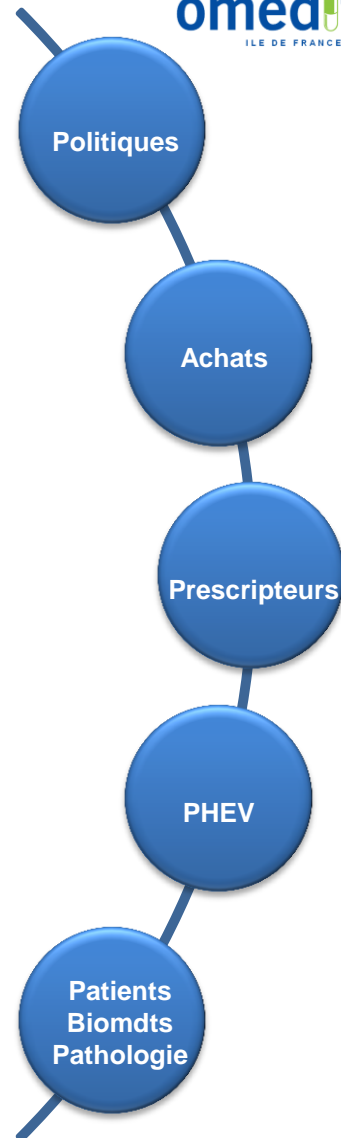 omedi
ILE DE FRANCE
Politiques
Achats
Prescripteurs
PHEV
Patients
Biomdts
Pathologie